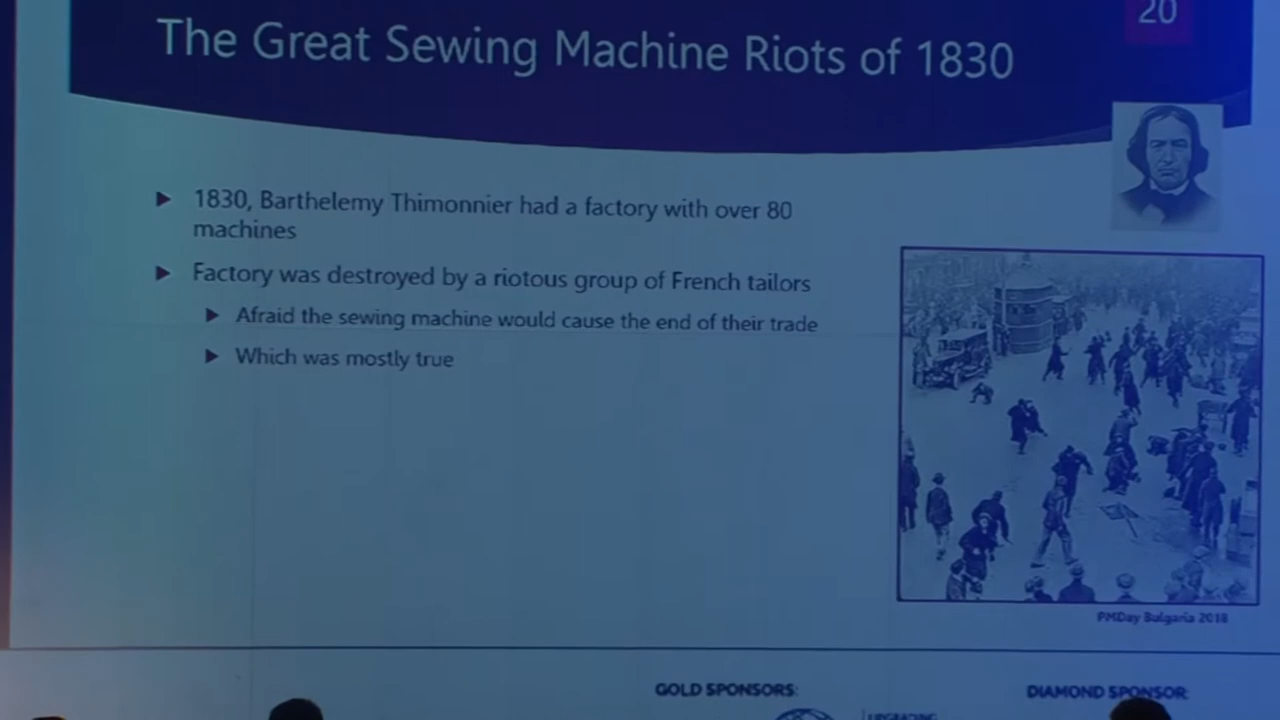 20
The Great Sewing Machine Riots of 1830
1830, Barthelemy Thimonnier had a factory with over 80
machines
Factory was destroyed by a riotous group of French tailors
Afraid the sewing machine would cause the end of their trade
Which was mostly true
PMDay Bulgaria 2018
GOLD SPONSORS:
DIAMOND SPONSOR:
UPGRADING